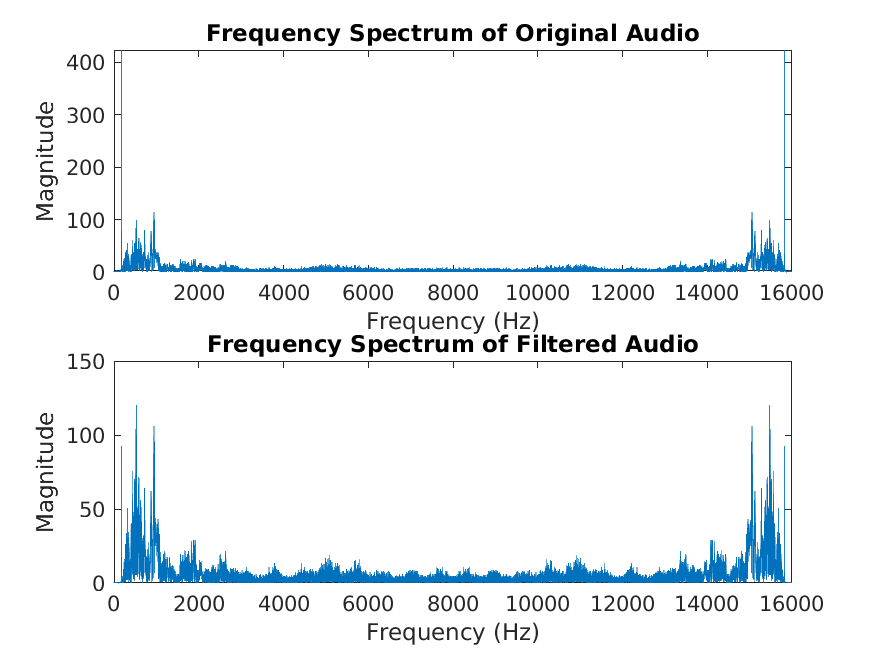 Frequency Spectrum of Original Audio
400
300
200
100
0
Magnitude
0 2000 4000 6000 8000 10000 12000 14000 16000
Frequency (Hz)
Frequency Spectrum of Filtered Audio
150
100
50
0
Magnitude
0 2000 4000 6000 8000 10000 12000 14000 16000
Frequency (Hz)